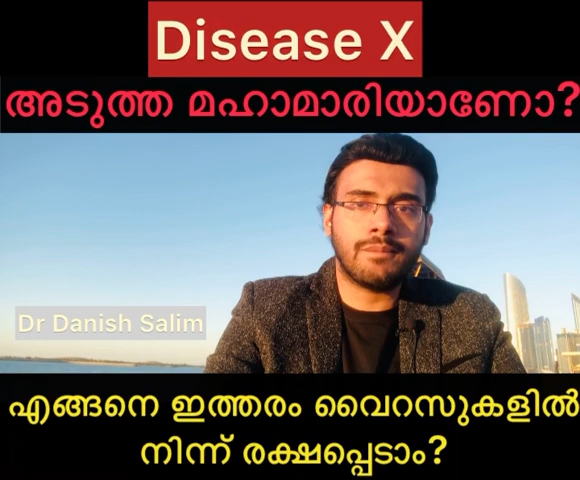 Disease X
അടുത്ത മഹാമാരിയാണോ?
Dr Danish Salim
എങ്ങനെ ഇത്തരം വൈറസുകളിൽ
നിന്ന് രക്ഷപ്പെടാം?